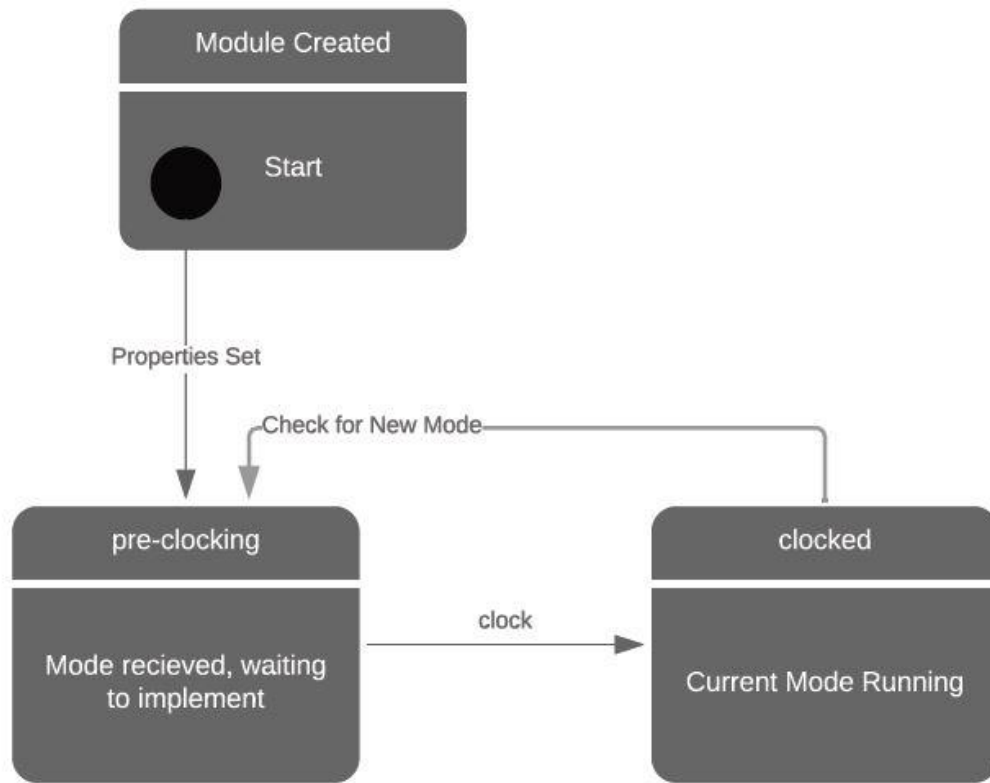 Module Created
Start
Properties Set
Check for New Mode
pre-clocking
clocked
clock
Mode recieved, waiting
to implement
Current Mode Running